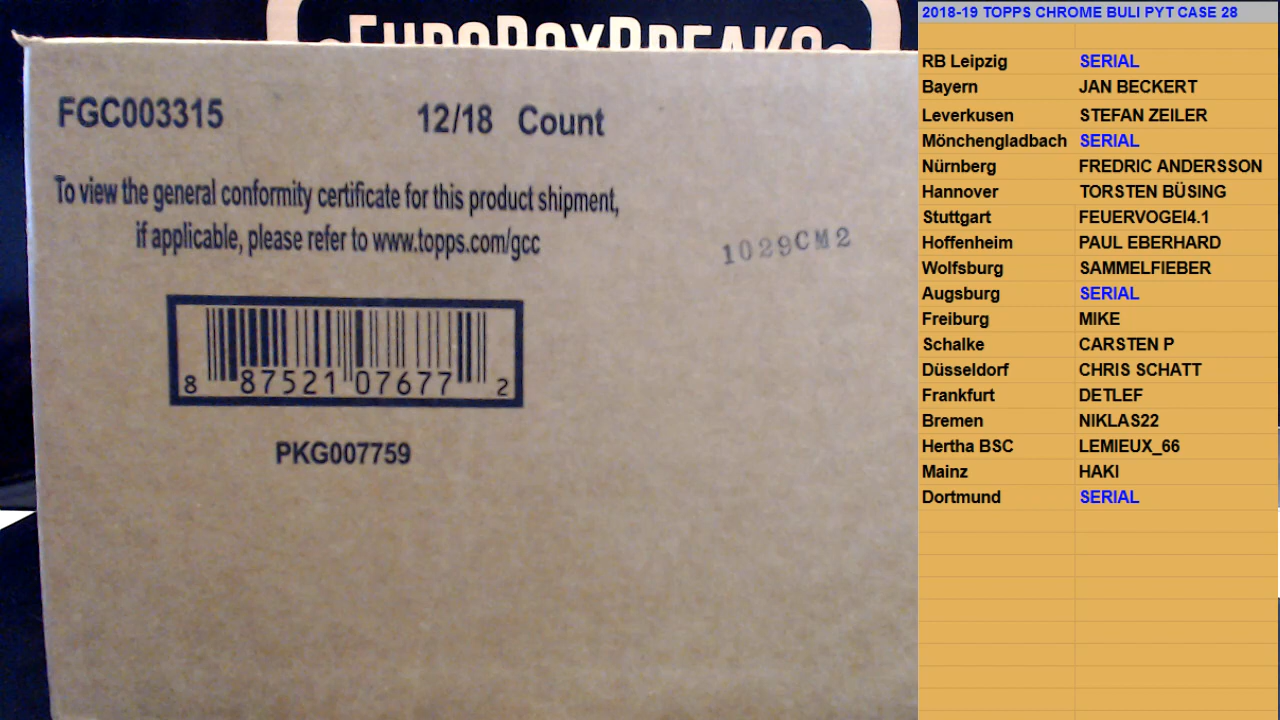 EUROBOXBREAKS
FGC003315 12/18 Count
To view the general conformity certificate for this product shipment,
if applicable, please refer to www.topps.com/gcc
1029CM2
8 87521 07677 2
PKG007759
2018-19 TOPPS CHROME BULI PYT CASE 28
RB Leipzig SERIAL
Bayern JAN BECKERT
Leverkusen STEFAN ZEILER
Mönchengladbach SERIAL
Nürnberg FREDRIC ANDERSSON
Hannover TORSTEN BÜSING
Stuttgart FEUERVOGEl4.1
Hoffenheim PAUL EBERHARD
Wolfsburg SAMMELFIEBER
Augsburg SERIAL
Freiburg MIKE
Schalke CARSTEN P
Düsseldorf CHRIS SCHATT
Frankfurt DETLEF
Bremen NIKLAS22
Hertha BSC LEMIEUX_66
Mainz HAKI
Dortmund SERIAL